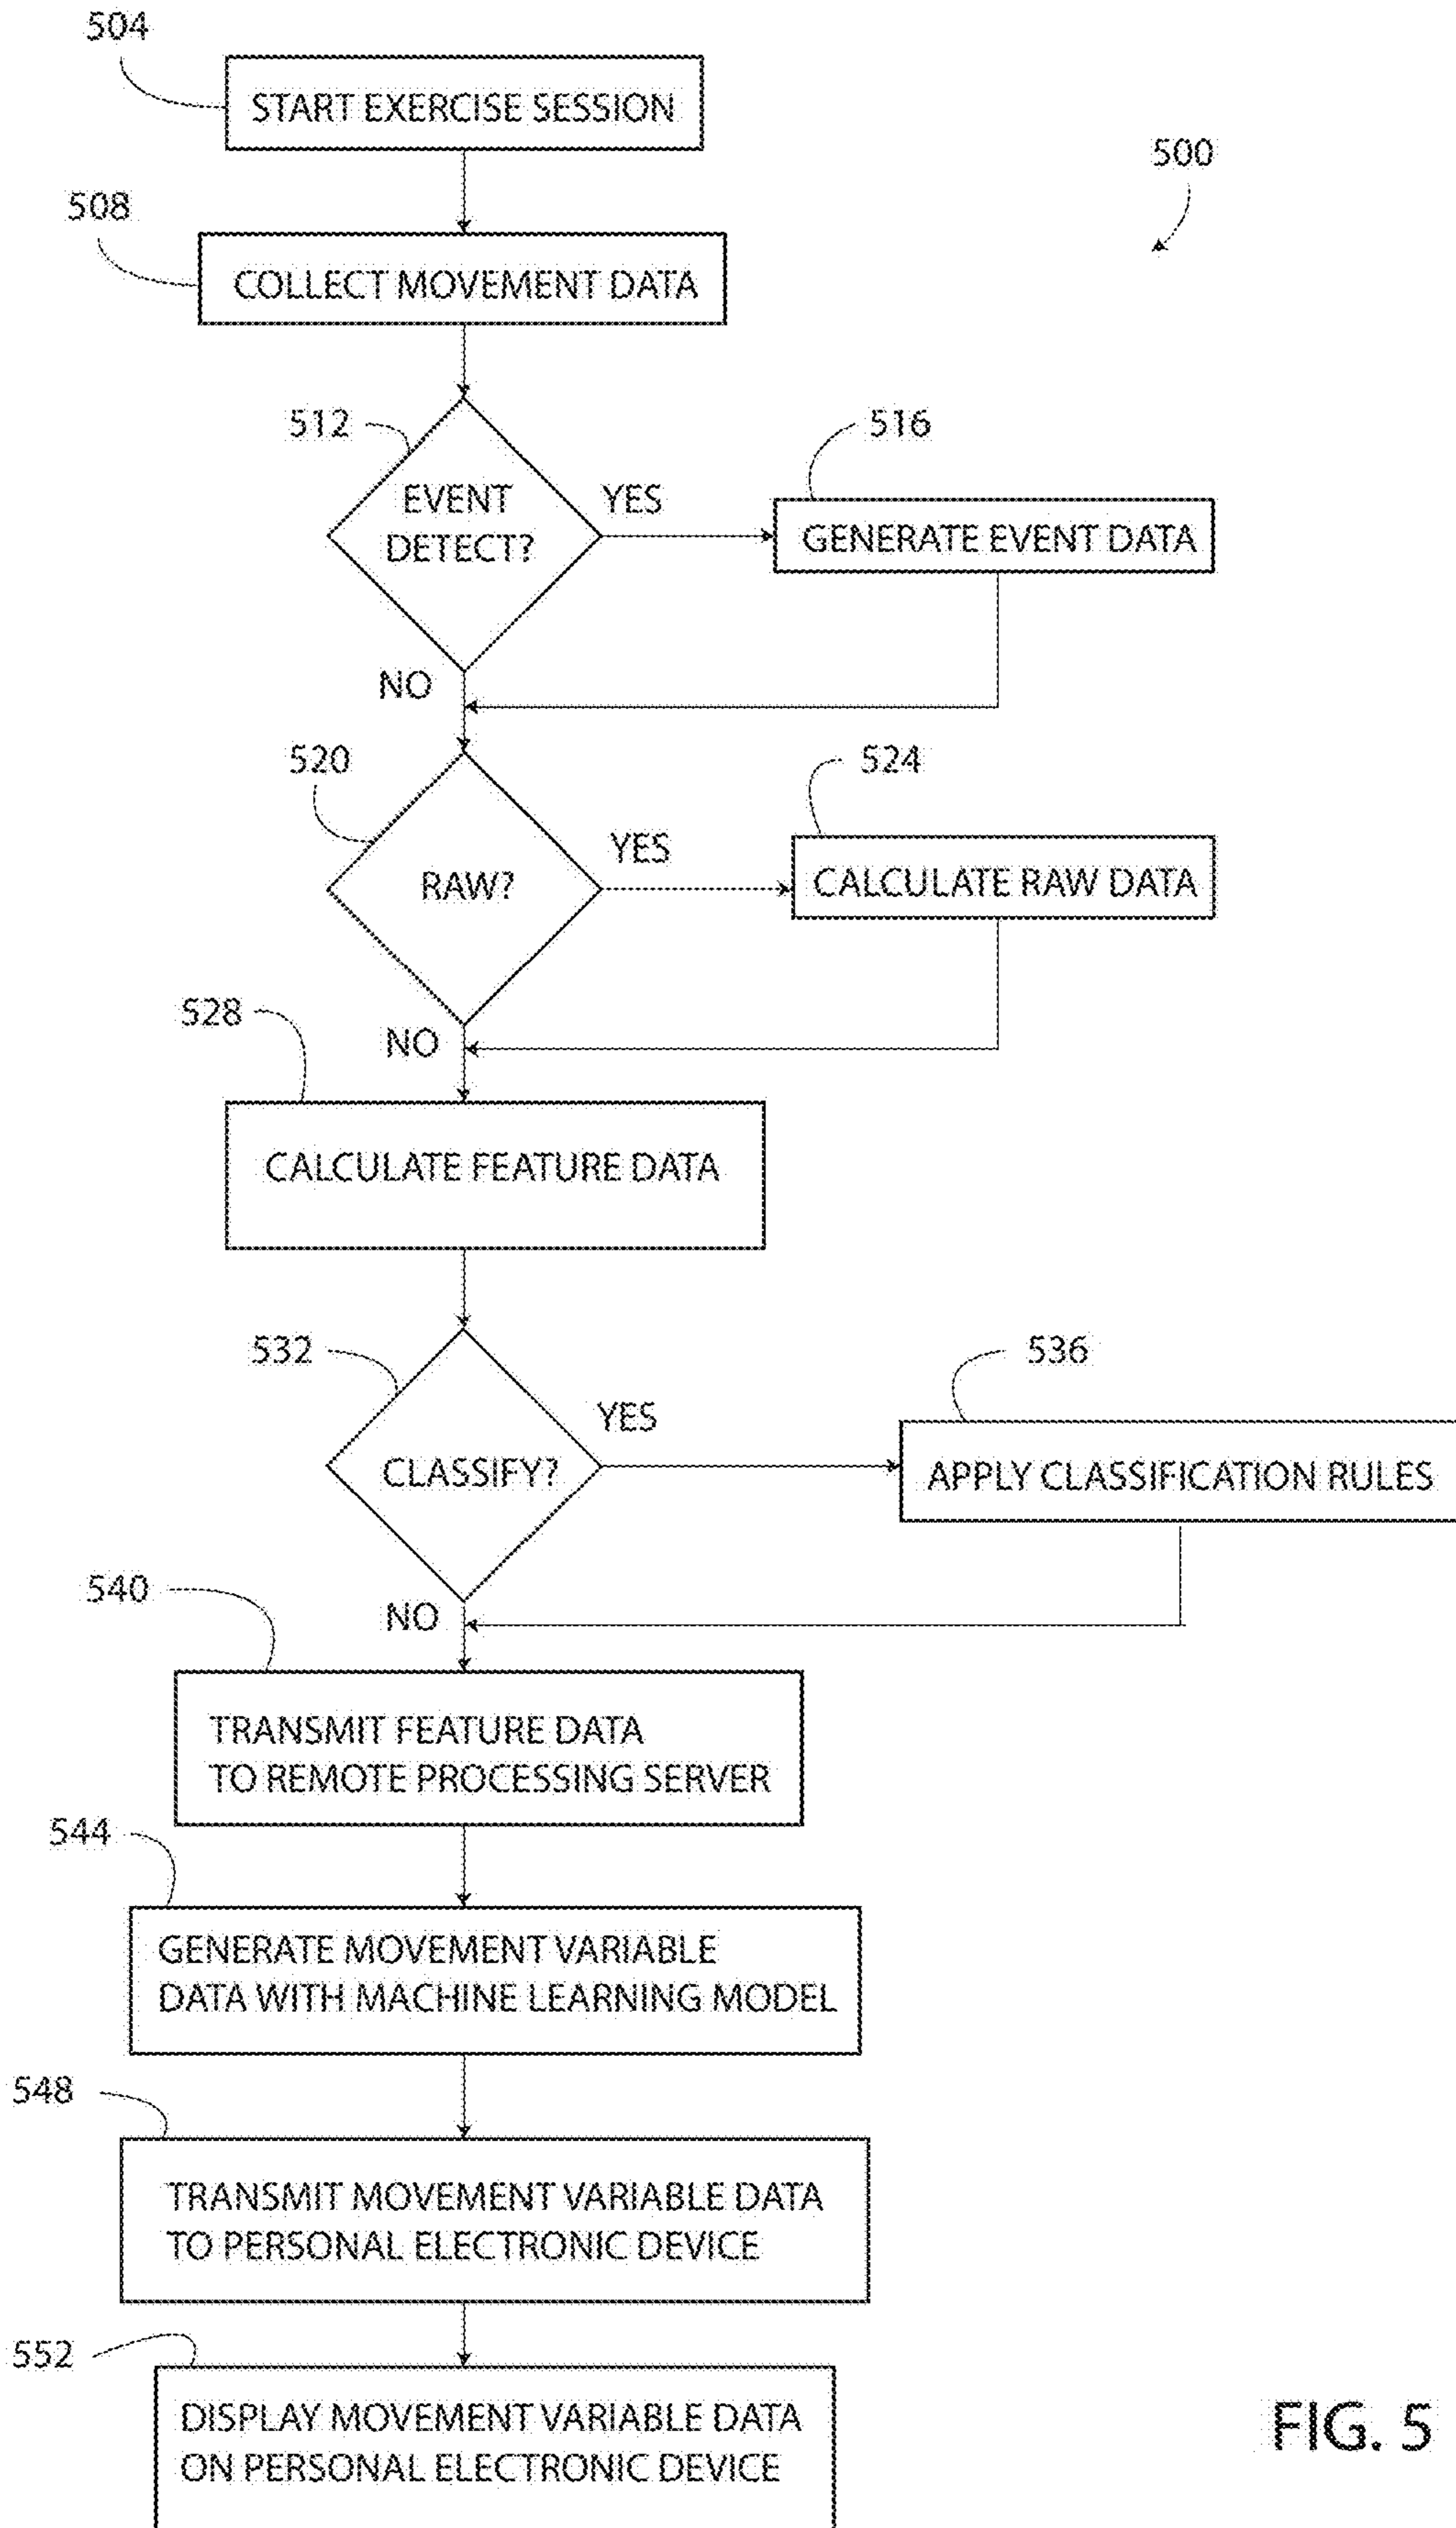 504
START EXERCISE SESSION
500
508
COLLECT MOVEMENT DATA
512
EVENT
DETECT?
YES
516
GENERATE EVENT DATA
NO
520
RAW?
YES
524
CALCULATE RAW DATA
NO
528
CALCULATE FEATURE DATA
532
CLASSIFY?
YES
536
APPLY CLASSIFICATION RULES
NO
540
TRANSMIT FEATURE DATA
TO REMOTE PROCESSING SERVER
544
GENERATE MOVEMENT VARIABLE
DATA WITH MACHINE LEARNING MODEL
548
TRANSMIT MOVEMENT VARIABLE DATA
TO PERSONAL ELECTRONIC DEVICE
552
DISPLAY MOVEMENT VARIABLE DATA
ON PERSONAL ELECTRONIC DEVICE
FIG. 5